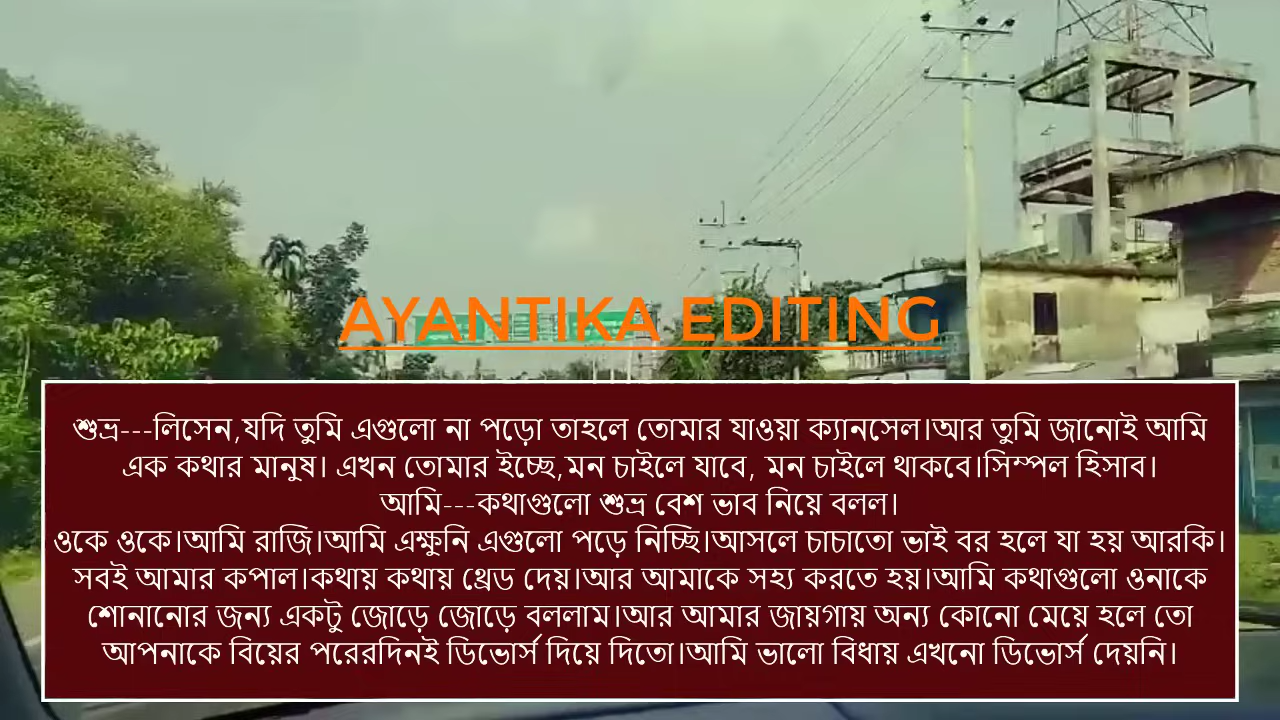 AYANTIKA EDITING
শুভ্র---লিসেন,যদি তুমি এগুলো না পড়ো তাহলে তোমার যাওয়া ক্যানসেল।আর তুমি জানোই আমি
এক কথার মানুষ। এখন তোমার ইচ্ছে,মন চাইলে যাবে, মন চাইলে থাকবে।সিম্পল হিসাব।
আমি---কথাগুলো শুভ্র বেশ ভাব নিয়ে বলল।
ওকে ওকে।আমি রাজি।আমি এক্ষুনি এগুলো পড়ে নিচ্ছি।আসলে চাচাতো ভাই বর হলে যা হয় আরকি।
সবই আমার কপাল।কথায় কথায় থ্রেড দেয়।আর আমাকে সহ্য করতে হয়।আমি কথাগুলো ওনাকে
শোনানোর জন্য একটু জোড়ে জোড়ে বললাম।আর আমার জায়গায় অন্য কোনো মেয়ে হলে তো
আপনাকে বিয়ের পরেরদিনই ডিভোর্স দিয়ে দিতো।আমি ভালো বিধায় এখনো ডিভোর্স দেয়নি।